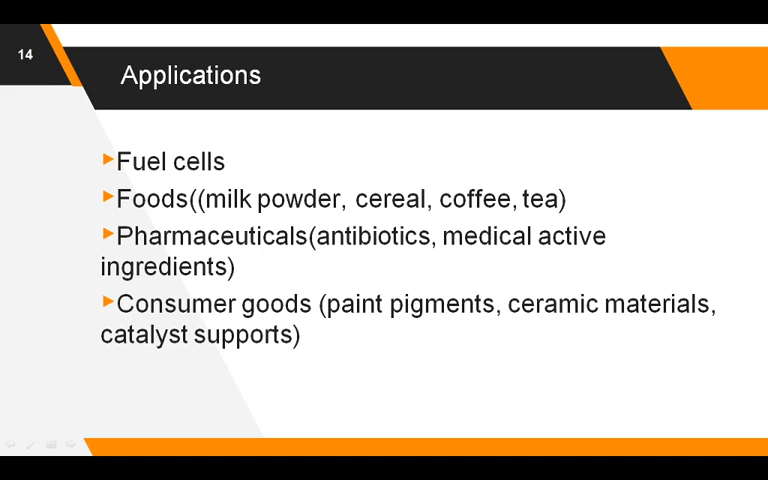 14
Applications
Fuel cells
Foods((milk powder, cereal, coffee, tea)
Pharmaceuticals(antibiotics, medical active
ingredients)
Consumer goods (paint pigments, ceramic materials,
catalyst supports)